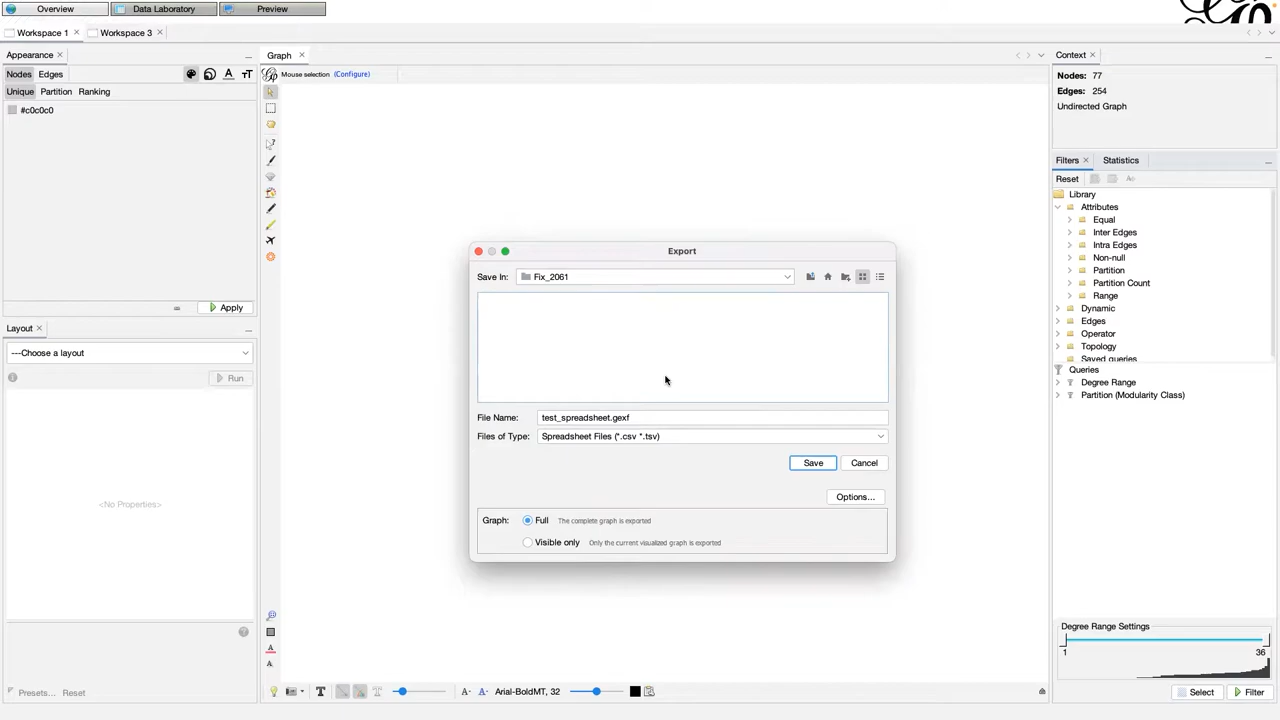 Overview
Data Laboratory
Preview
Workspace 1
Workspace 3
Appearance
Graph
Context
Nodes
Edges
Mouse selection
(Configure)
Nodes: 77
Unique
Partition
Ranking
Edges: 254
#c0c0c0
Undirected Graph
Filters
Statistics
Reset
Library
Attributes
Equal
Inter Edges
Intra Edges
Non-null
Partition
Partition Count
Range
Dynamic
Edges
Operator
Topology
Saved queries
Queries
Degree Range
Partition (Modularity Class)
Export
Save In:
Fix_2061
File Name:
test_spreadsheet.gexf
Files of Type:
Spreadsheet Files (*.csv *.tsv)
Save
Cancel
Options...
Graph:
Full
The complete graph is exported
Visible only
Only the current visualized graph is exported
Apply
Layout
---Choose a layout
Run
<No Properties>
Presets...
Reset
Arial-BoldMT, 32
Degree Range Settings
1
36
Select
Filter